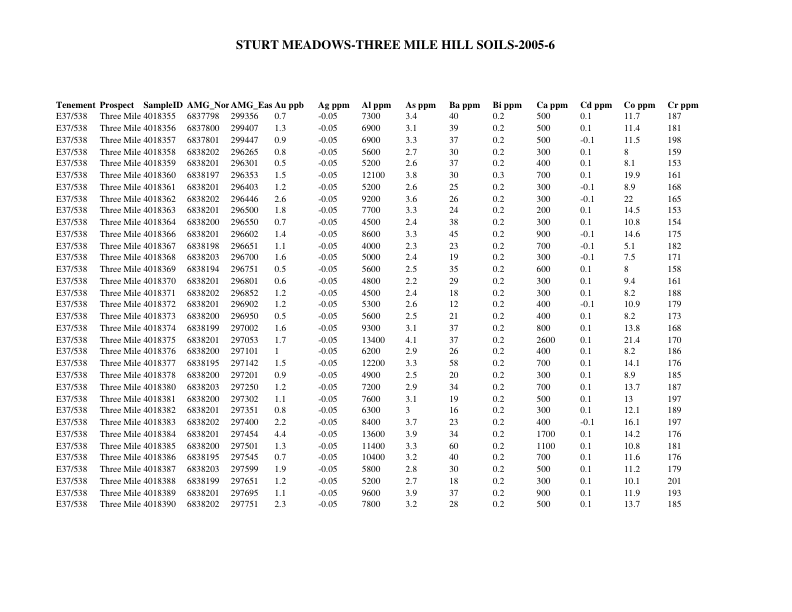 STURT MEADOWS-THREE MILE HILL SOILS-2005-6
Tenement Prospect SampleID AMG_Nor AMG_Eas Au ppb Ag ppm Al ppm As ppm Ba ppm Bi ppm Ca ppm Cd ppm Co ppm Cr ppm
E37/538 Three Mile 4018355 6837798 299356 0.7 -0.05 7300 3.4 40 0.2 500 0.1 11.7 187
E37/538 Three Mile 4018356 6837800 299407 1.3 -0.05 6900 3.1 39 0.2 500 0.1 11.4 181
E37/538 Three Mile 4018357 6837801 299447 0.9 -0.05 6900 3.3 37 0.2 500 -0.1 11.5 198
E37/538 Three Mile 4018358 6838202 296265 0.8 -0.05 5600 2.7 30 0.2 300 0.1 8 159
E37/538 Three Mile 4018359 6838201 296301 0.5 -0.05 5200 2.6 37 0.2 400 0.1 8.1 153
E37/538 Three Mile 4018360 6838197 296353 1.5 -0.05 12100 3.8 30 0.3 700 0.1 19.9 161
E37/538 Three Mile 4018361 6838201 296403 1.2 -0.05 5200 2.6 25 0.2 300 -0.1 8.9 168
E37/538 Three Mile 4018362 6838202 296446 2.6 -0.05 9200 3.6 26 0.2 300 -0.1 22 165
E37/538 Three Mile 4018363 6838201 296500 1.8 -0.05 7700 3.3 24 0.2 200 0.1 14.5 153
E37/538 Three Mile 4018364 6838200 296550 0.7 -0.05 4500 2.4 38 0.2 300 0.1 10.8 154
E37/538 Three Mile 4018366 6838201 296602 1.4 -0.05 8600 3.3 45 0.2 900 -0.1 14.6 175
E37/538 Three Mile 4018367 6838198 296651 1.1 -0.05 4000 2.3 23 0.2 700 -0.1 5.1 182
E37/538 Three Mile 4018368 6838203 296700 1.6 -0.05 5000 2.4 19 0.2 300 -0.1 7.5 171
E37/538 Three Mile 4018369 6838194 296751 0.5 -0.05 5600 2.5 35 0.2 600 0.1 8 158
E37/538 Three Mile 4018370 6838201 296801 0.6 -0.05 4800 2.2 29 0.2 300 0.1 9.4 161
E37/538 Three Mile 4018371 6838202 296852 1.2 -0.05 4500 2.4 18 0.2 300 0.1 8.2 188
E37/538 Three Mile 4018372 6838201 296902 1.2 -0.05 5300 2.6 12 0.2 400 -0.1 10.9 179
E37/538 Three Mile 4018373 6838200 296950 0.5 -0.05 5600 2.5 21 0.2 400 0.1 8.2 173
E37/538 Three Mile 4018374 6838199 297002 1.6 -0.05 9300 3.1 37 0.2 800 0.1 13.8 168
E37/538 Three Mile 4018375 6838201 297053 1.7 -0.05 13400 4.1 37 0.2 2600 0.1 21.4 170
E37/538 Three Mile 4018376 6838200 297101 1 -0.05 6200 2.9 26 0.2 400 0.1 8.2 186
E37/538 Three Mile 4018377 6838195 297142 1.5 -0.05 12200 3.3 58 0.2 700 0.1 14.1 176
E37/538 Three Mile 4018378 6838200 297201 0.9 -0.05 4900 2.5 20 0.2 300 0.1 8.9 185
E37/538 Three Mile 4018380 6838203 297250 1.2 -0.05 7200 2.9 34 0.2 700 0.1 13.7 187
E37/538 Three Mile 4018381 6838200 297302 1.1 -0.05 7600 3.1 19 0.2 500 0.1 13 197
E37/538 Three Mile 4018382 6838201 297351 0.8 -0.05 6300 3 16 0.2 300 0.1 12.1 189
E37/538 Three Mile 4018383 6838202 297400 2.2 -0.05 8400 3.7 23 0.2 400 -0.1 16.1 197
E37/538 Three Mile 4018384 6838201 297454 4.4 -0.05 13600 3.9 34 0.2 1700 0.1 14.2 176
E37/538 Three Mile 4018385 6838200 297501 1.3 -0.05 11400 3.3 60 0.2 1100 0.1 10.8 181
E37/538 Three Mile 4018386 6838195 297545 0.7 -0.05 10400 3.2 40 0.2 700 0.1 11.6 176
E37/538 Three Mile 4018387 6838203 297599 1.9 -0.05 5800 2.8 30 0.2 500 0.1 11.2 179
E37/538 Three Mile 4018388 6838199 297651 1.2 -0.05 5200 2.7 18 0.2 300 0.1 10.1 201
E37/538 Three Mile 4018389 6838201 297695 1.1 -0.05 9600 3.9 37 0.2 900 0.1 11.9 193
E37/538 Three Mile 4018390 6838202 297751 2.3 -0.05 7800 3.2 28 0.2 500 0.1 13.7 185